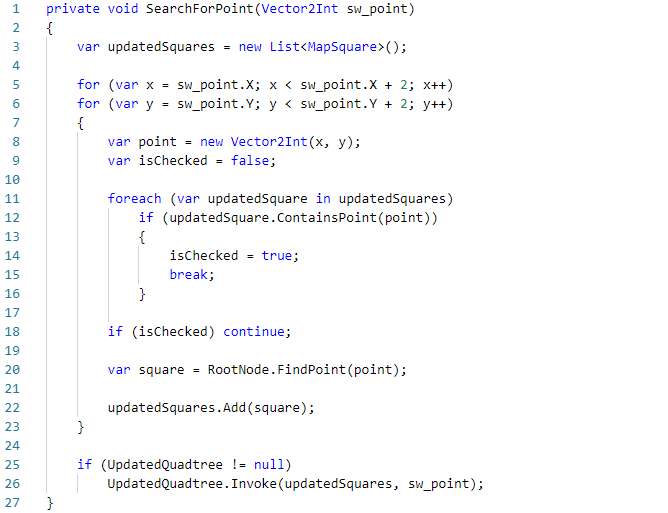 1 private void SearchForPoint(Vector2Int sw_point)
2 {
3     var updatedSquares = new List<MapSquare>();
4
5     for (var x = sw_point.X; x < sw_point.X + 2; x++)
6     for (var y = sw_point.Y; y < sw_point.Y + 2; y++)
7     {
8         var point = new Vector2Int(x, y);
9         var isChecked = false;
10
11         foreach (var updatedSquare in updatedSquares)
12             if (updatedSquare.ContainsPoint(point))
13             {
14                 isChecked = true;
15                 break;
16             }
17
18         if (isChecked) continue;
19
20         var square = RootNode.FindPoint(point);
21
22         updatedSquares.Add(square);
23     }
24
25     if (UpdatedQuadtree != null)
26         UpdatedQuadtree.Invoke(updatedSquares, sw_point);
27 }